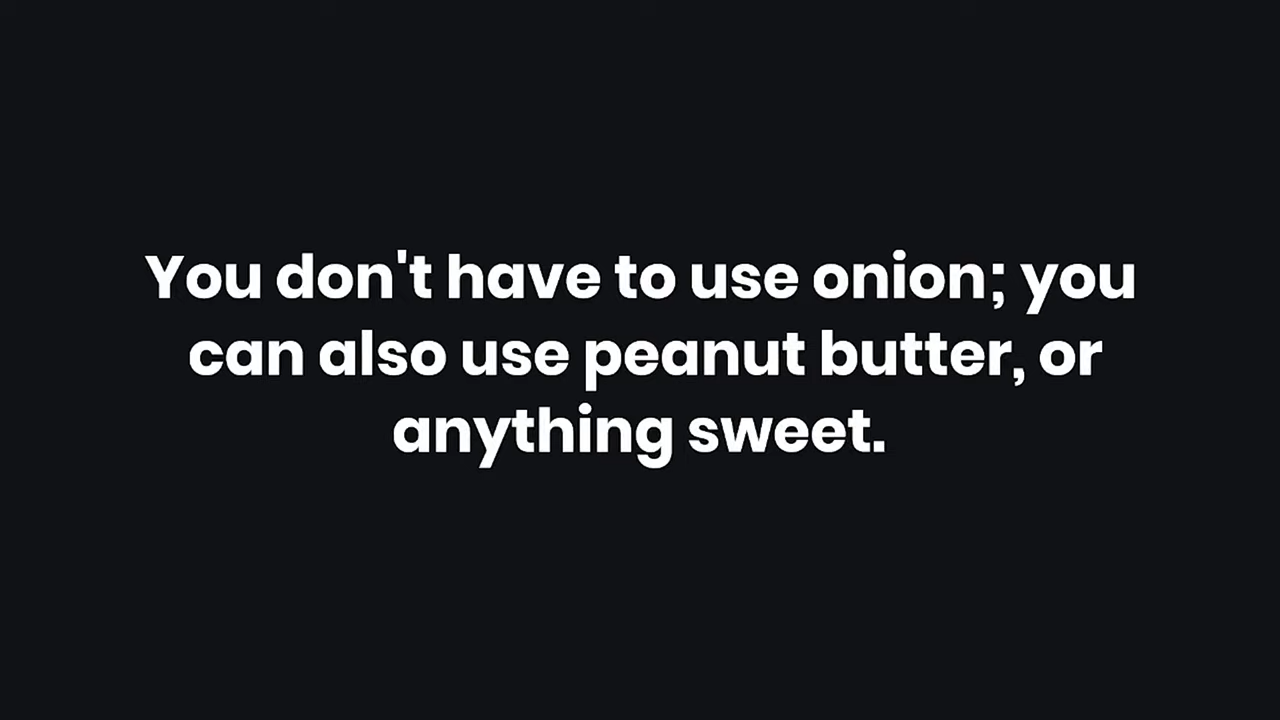 You don't have to use onion; you
can also use peanut butter, or
anything sweet.